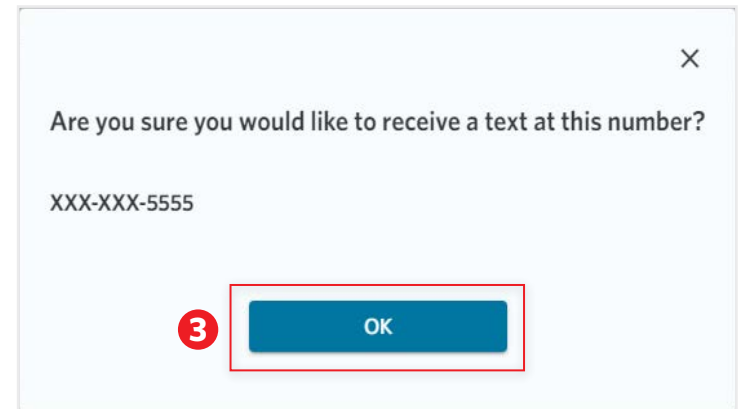 Are you sure you would like to receive a text at this number?
XXX-XXX-5555
3 OK